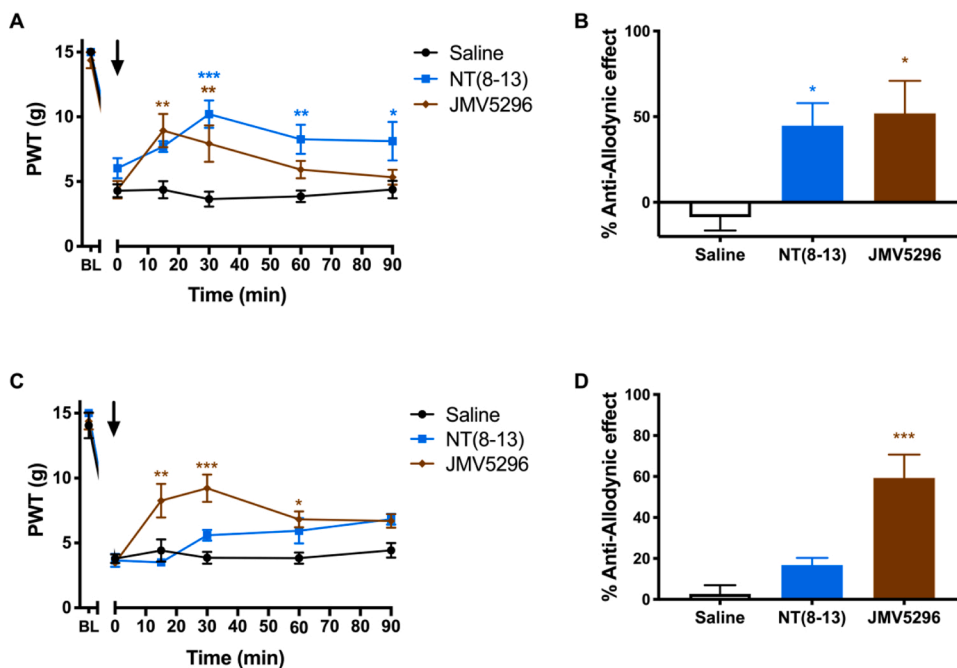 A
Saline
NT(8-13)
JMV5296
PWT (g)
15
10
5
0
BL
0 10 20 30 40 50 60 70 80 90
Time (min)
**
***
**
**
*
B
% Anti-Allodynic effect
100
50
0
*
*
Saline NT(8-13) JMV5296
C
Saline
NT(8-13)
JMV5296
PWT (g)
15
10
5
0
BL
0 10 20 30 40 50 60 70 80 90
Time (min)
**
***
*
D
% Anti-Allodynic effect
100
80
60
40
20
0
***
Saline NT(8-13) JMV5296